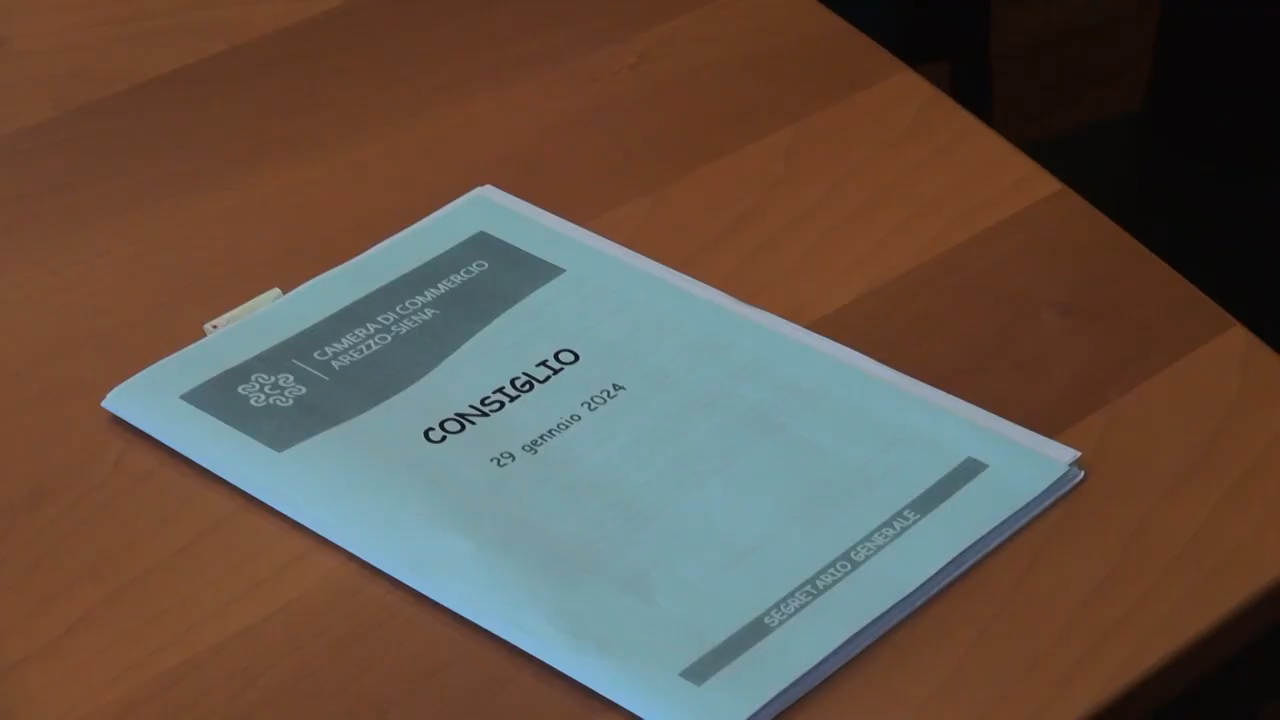 CAMERA DI COMMERCIO
AREZZO-SIENA
CONSIGLIO
29 gennaio 2024
SEGRETARIO GENERALE